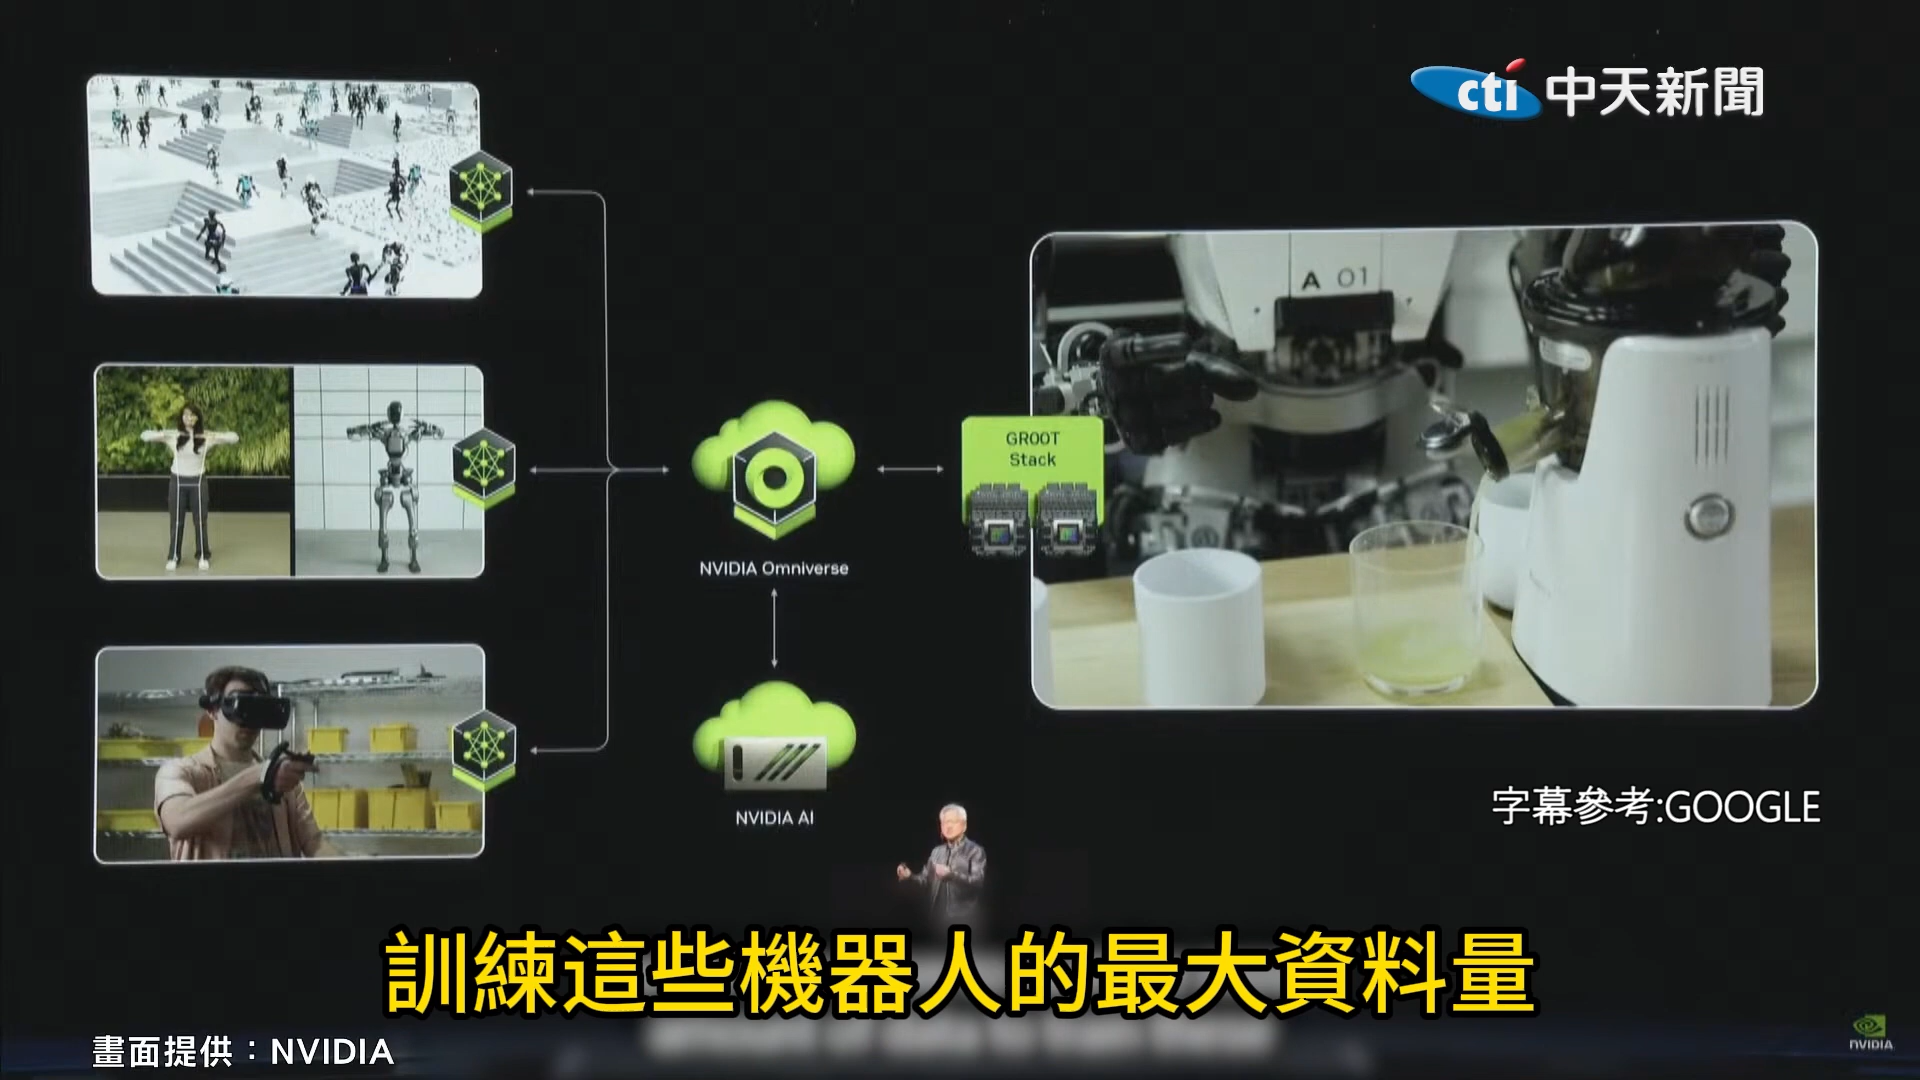 cti 中天新聞
A 01
GR00T
Stack
NVIDIA Omniverse
NVIDIA AI
字幕參考:GOOGLE
訓練這些機器人的最大資料量
畫面提供：NVIDIA
NVIDIA